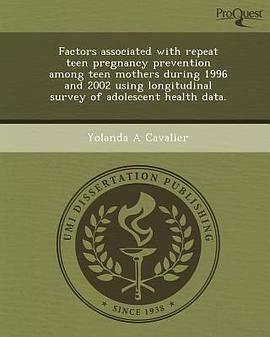 ProQuest
Factors associated with repeat
teen pregnancy prevention
among teen mothers during 1996
and 2002 using longitudinal
survey of adolescent health data.
Yolanda A Cavalier
UMI DISSERTATION PUBLISHING
★ SINCE 1938 ★